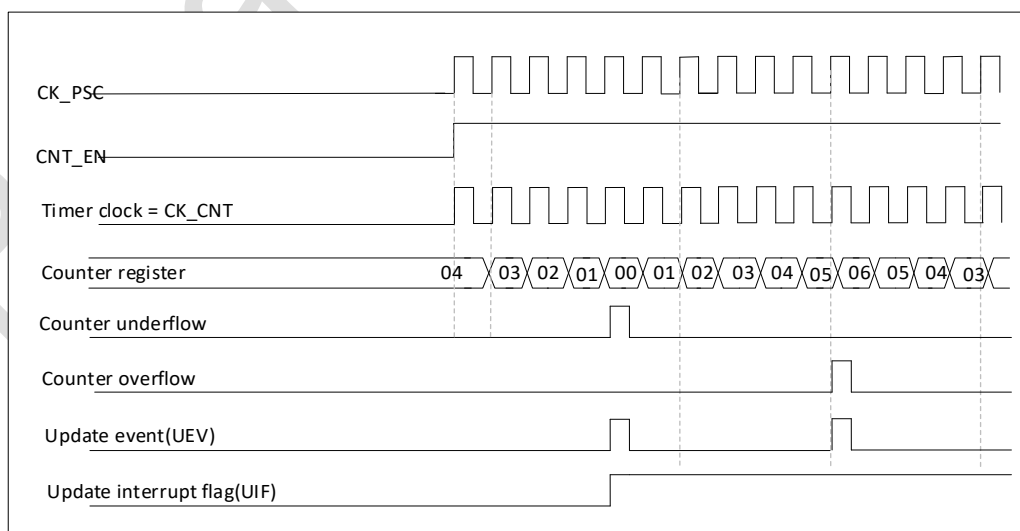 CK_PSC
CNT_EN
Timer clock = CK_CNT
Counter register 04 03 02 01 00 01 02 03 04 05 06 05 04 03
Counter underflow
Counter overflow
Update event(UEV)
Update interrupt flag(UIF)